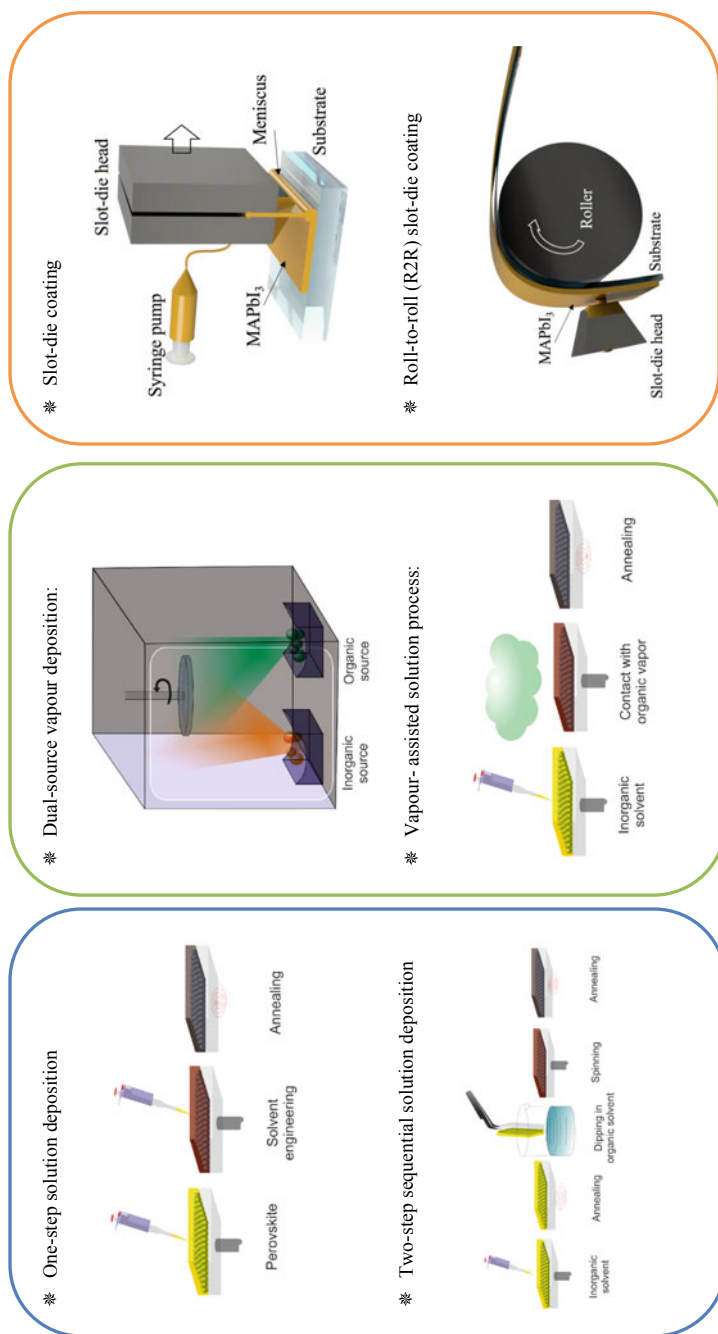 ✵ One-step solution deposition
Perovskite
Solvent
engineering
Annealing
✵ Two-step sequential solution deposition
Inorganic
solvent
Annealing
Dipping in
organic solvent
Spinning
Annealing
✵ Dual-source vapour deposition:
Inorganic
source
Organic
source
✵ Vapour- assisted solution process:
Inorganic
solvent
Contact with
organic vapor
Annealing
✵ Slot-die coating
Syringe pump
Slot-die head
MAPbI₃
Meniscus
Substrate
✵ Roll-to-roll (R2R) slot-die coating
MAPbI₃
Roller
Slot-die head
Substrate